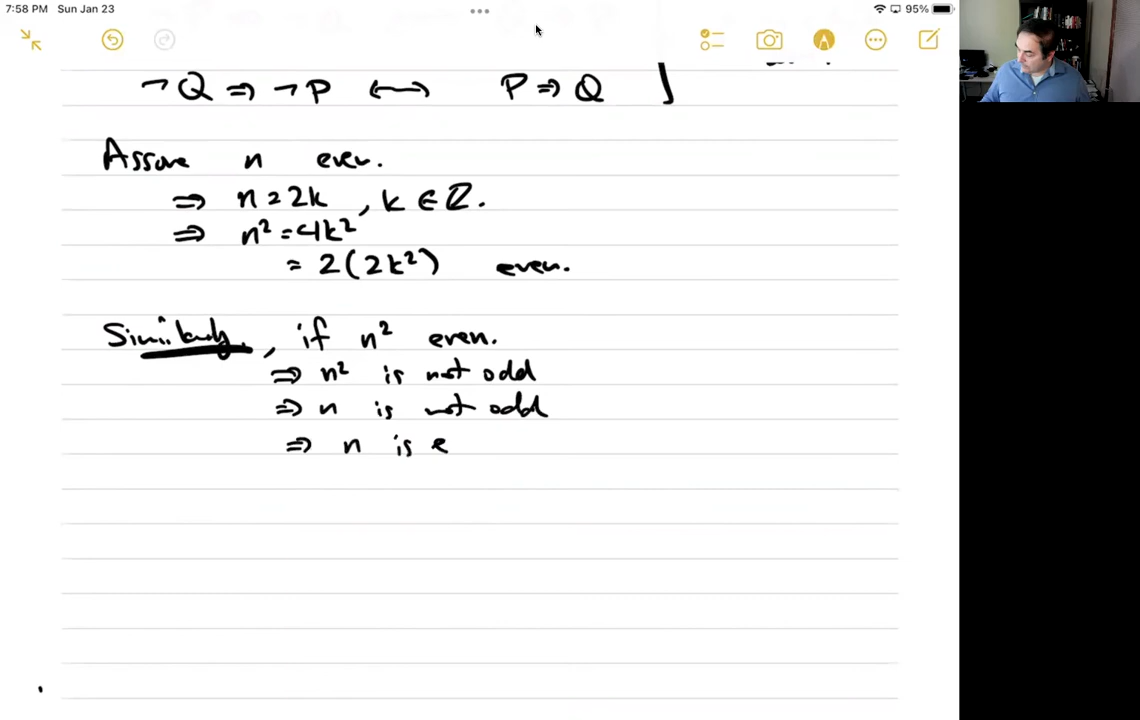 7:58 PM Sun Jan 23
95%
¬Q ⇒ ¬P ⟷ P ⇒ Q ]
Assume n even.
⇒ n = 2k , k ∈ ℤ.
⇒ n² = 4k²
= 2(2k²) even.
Similarly, if n² even.
⇒ n² is not odd
⇒ n is not odd
⇒ n is e